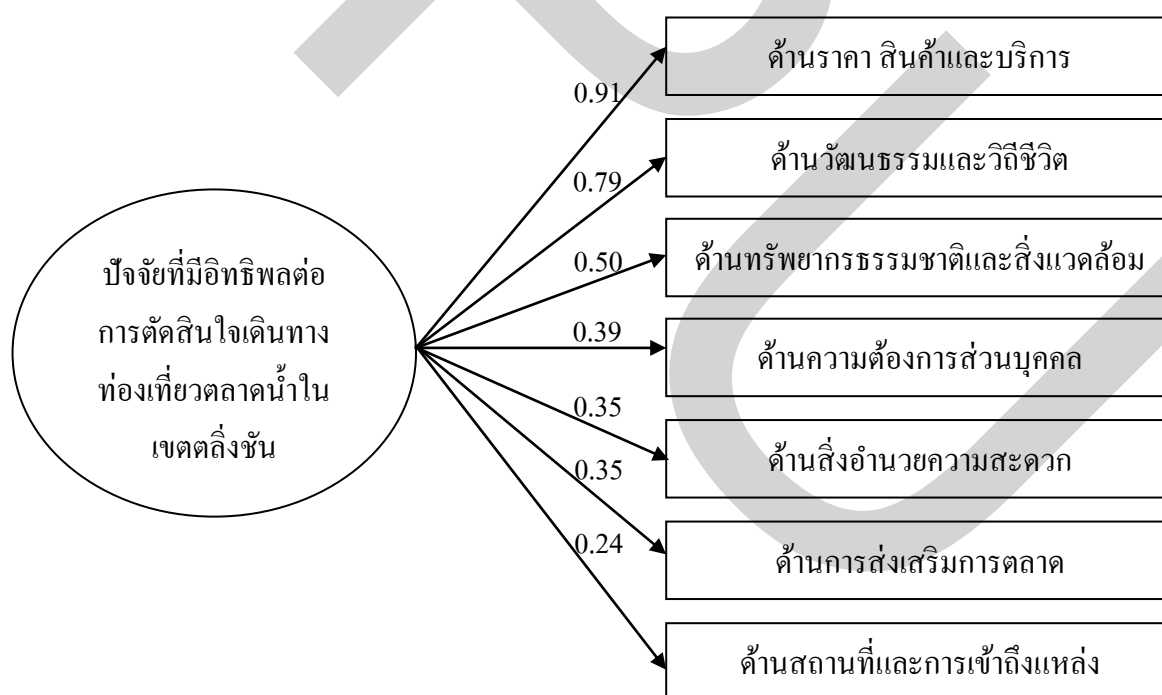 ด้านราคา สินค้าและบริการ
0.91
ด้านวัฒนธรรมและวิถีชีวิต
0.79
ด้านทรัพยากรธรรมชาติและสิ่งแวดล้อม
0.50
ปัจจัยที่มีอิทธิพลต่อ
การตัดสินใจเดินทาง
ท่องเที่ยวตลาดน้ำใน
เขตตลิ่งชัน
0.39
ด้านความต้องการส่วนบุคคล
0.35
ด้านสิ่งอำนวยความสะดวก
0.35
ด้านการส่งเสริมการตลาด
0.24
ด้านสถานที่และการเข้าถึงแหล่ง